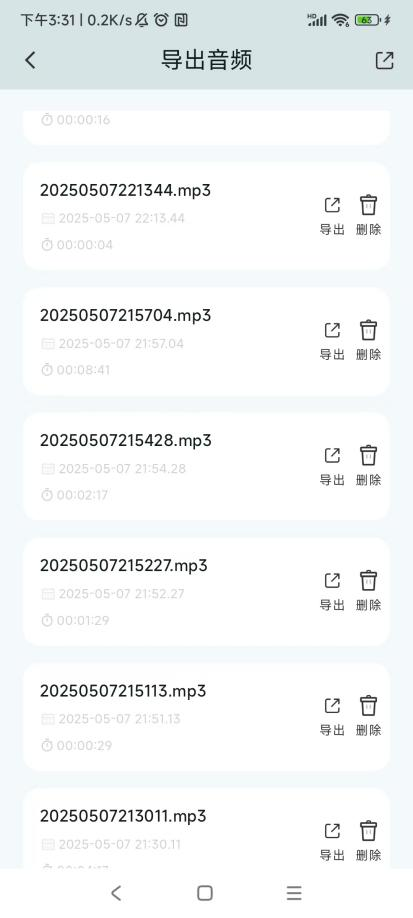 下午3:31 | 0.2K/s HD 63
导出音频
00:00:16
20250507221344.mp3
2025-05-07 22:13.44
00:00:04
导出 删除
20250507215704.mp3
2025-05-07 21:57.04
00:08:41
导出 删除
20250507215428.mp3
2025-05-07 21:54.28
00:02:17
导出 删除
20250507215227.mp3
2025-05-07 21:52.27
00:01:29
导出 删除
20250507215113.mp3
2025-05-07 21:51.13
00:00:29
导出 删除
20250507213011.mp3
2025-05-07 21:30.11
导出 删除